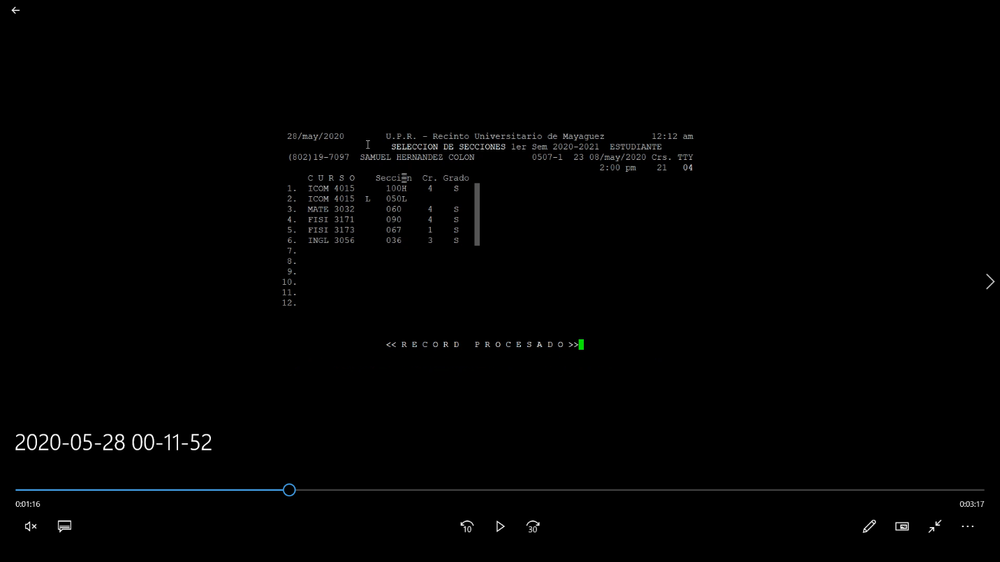 28/may/2020 U.P.R. - Recinto Universitario de Mayaguez 12:12 am
SELECCION DE SECCIONES 1er Sem 2020-2021 ESTUDIANTE
(802)19-7097 SAMUEL HERNANDEZ COLON 0507-1 23 08/may/2020 Crs. TTY
2:00 pm 21 04
C U R S O Cr. Grado
1. ICOM 4015 100H 4 S
2. ICOM 4015 L 050L
3. MATE 3032 060 4 S
4. FISI 3171 090 4 S
5. FISI 3173 067 1 S
6. INGL 3056 036 3 S
7.
8.
9.
10.
11.
12.
<< R E C O R D P R O C E S A D O >>
2020-05-28 00-11-52
0:01:16 0:03:17
10 30